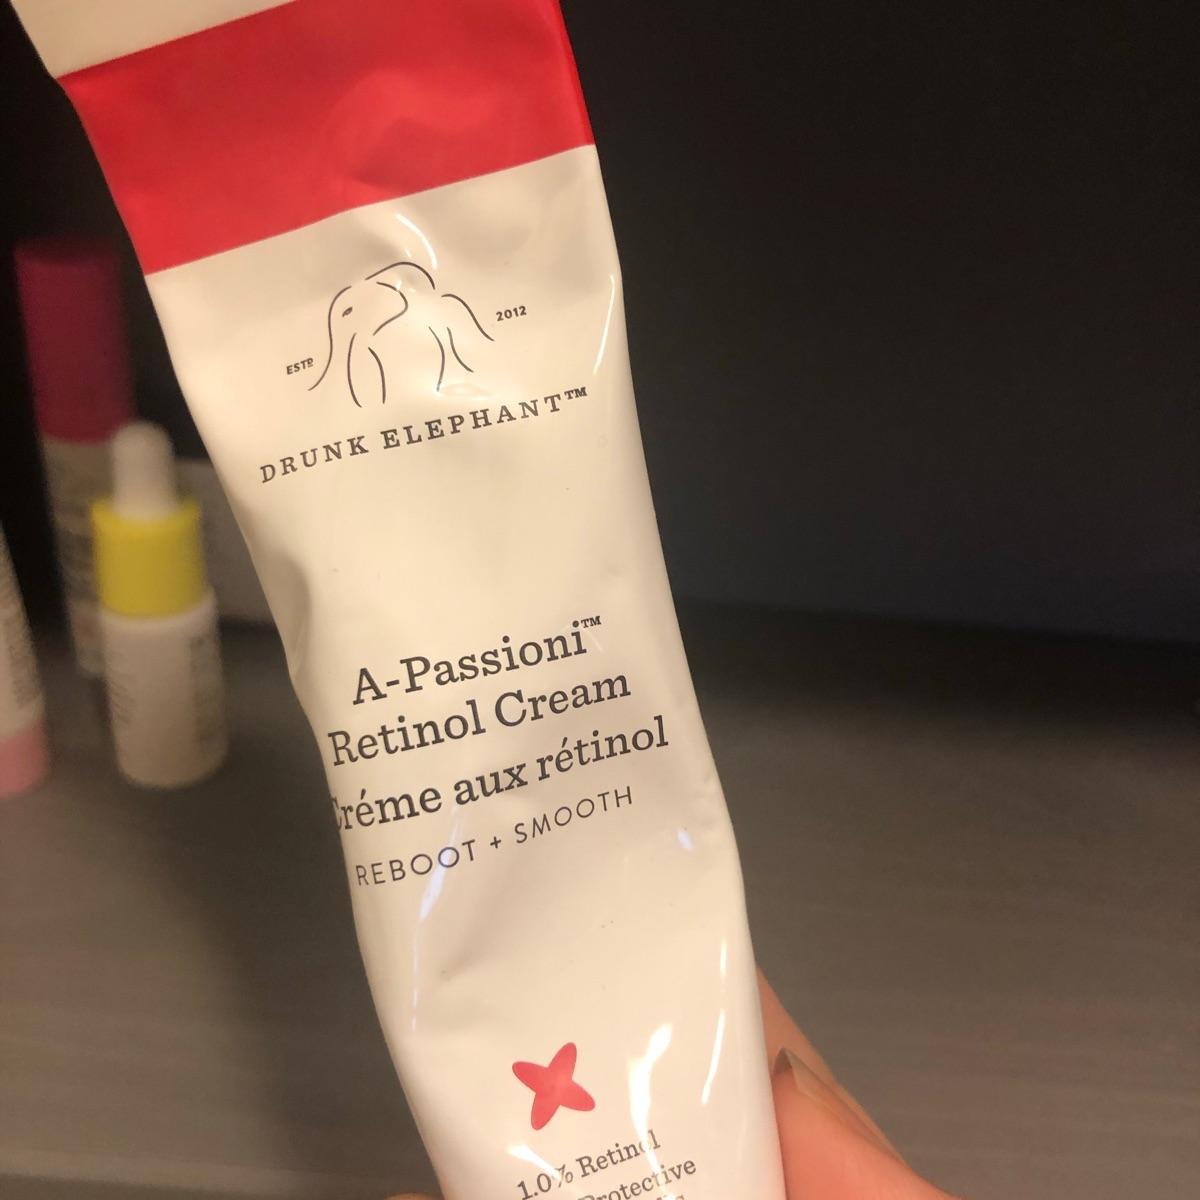 ESTD
2012
DRUNK ELEPHANT™
A-Passioni™
Retinol Cream
Créme aux rétinol
REBOOT + SMOOTH
1.0% Retinol
Protective